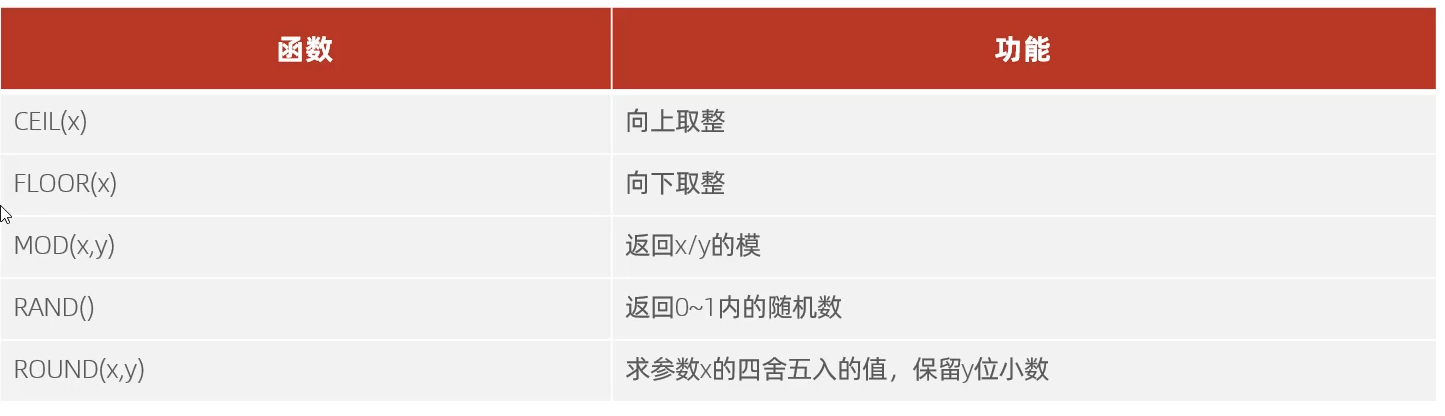 函数 功能
CEIL(x) 向上取整
FLOOR(x) 向下取整
MOD(x,y) 返回x/y的模
RAND() 返回0~1内的随机数
ROUND(x,y) 求参数x的四舍五入的值，保留y位小数